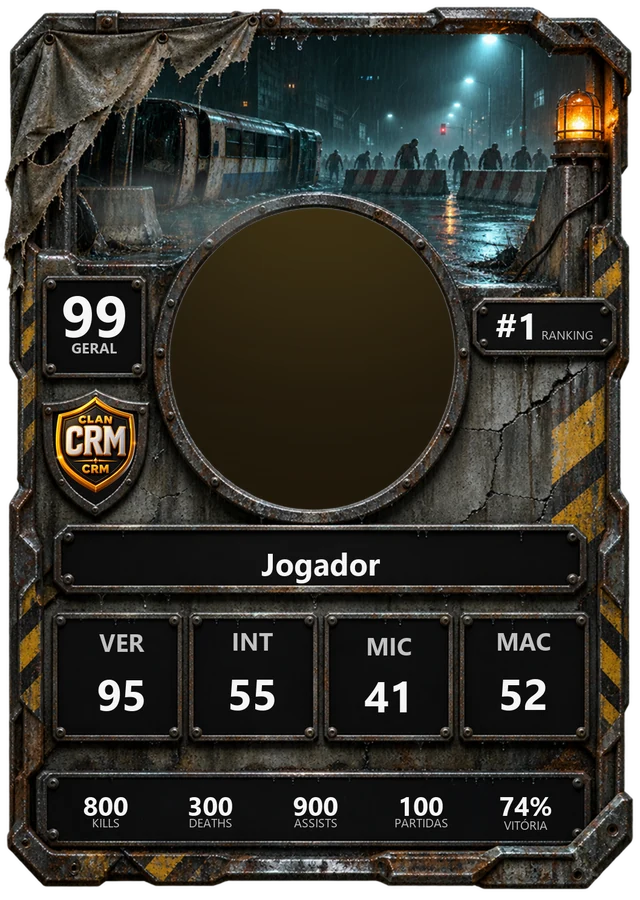 99
GERAL
#1 RANKING
CLAN
CRM
CRM
Jogador
VER
INT
MIC
MAC
95
55
41
52
800
300
900
100
74%
KILLS
DEATHS
ASSISTS
PARTIDAS
VITÓRIA